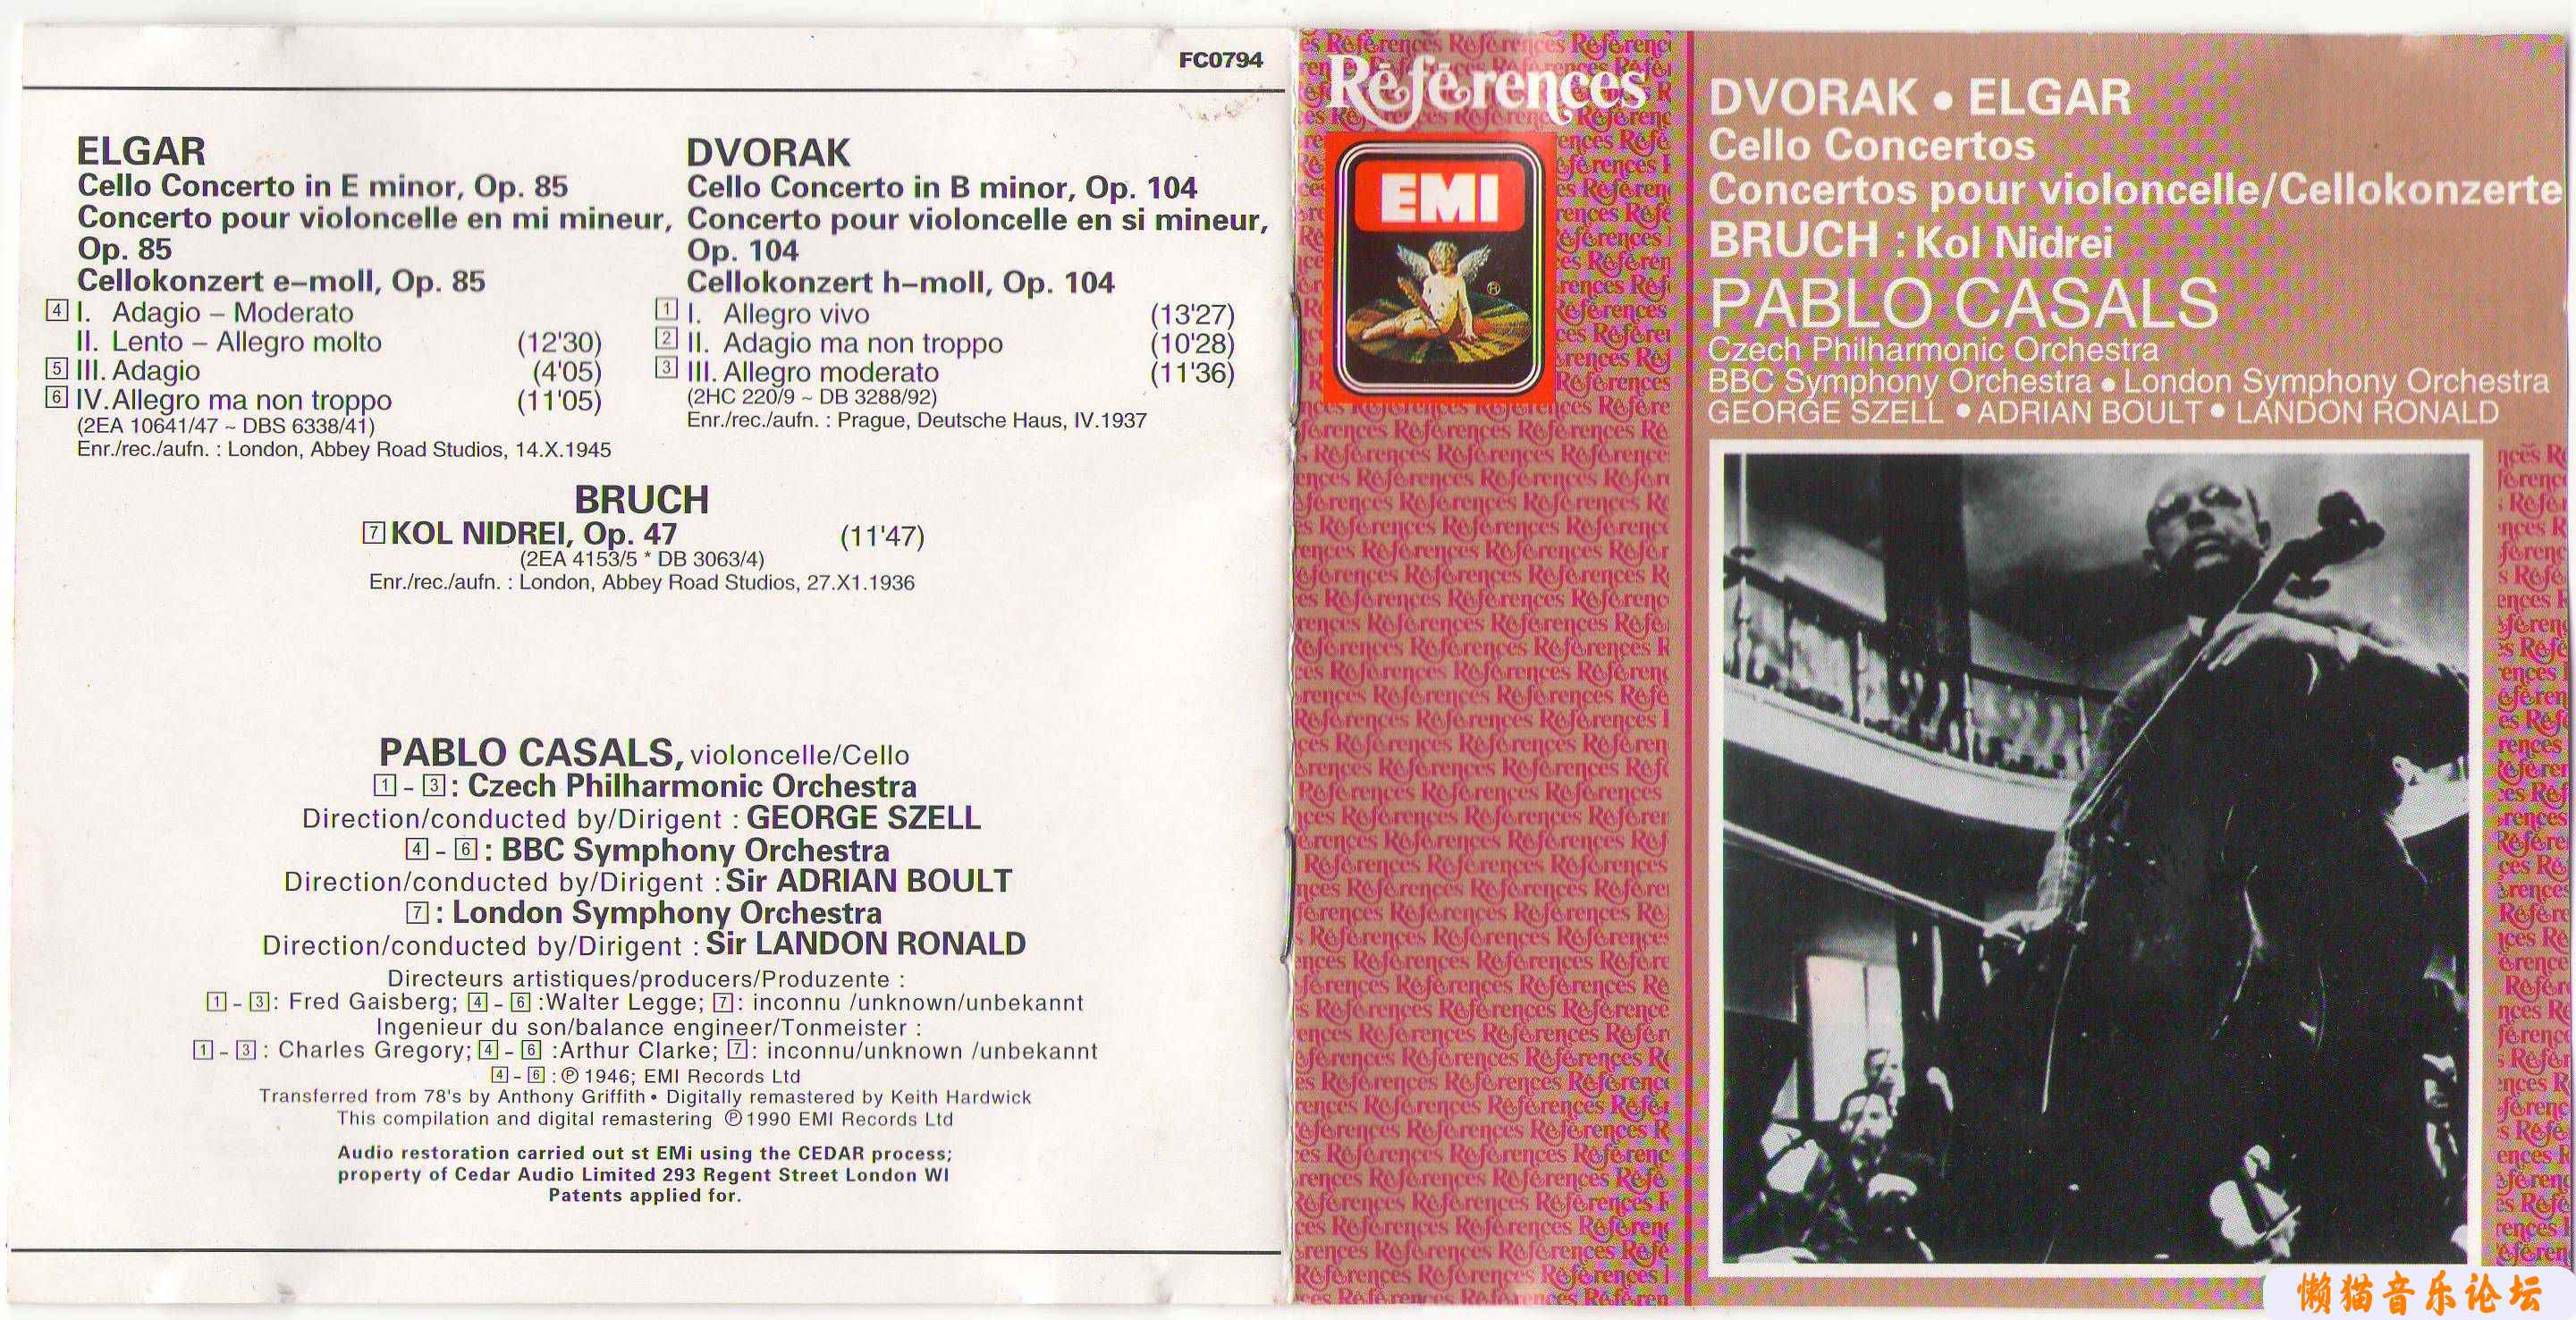 FC0794
ELGAR
Cello Concerto in E minor, Op. 85
Concerto pour violoncelle en mi mineur,
Op. 85
Cellokonzert e–moll, Op. 85
4 I. Adagio – Moderato
II. Lento – Allegro molto (12'30)
5 III. Adagio (4'05)
6 IV. Allegro ma non troppo (11'05)
(2EA 10641/47 ~ DBS 6338/41)
Enr./rec./aufn. : London, Abbey Road Studios, 14.X.1945
DVORAK
Cello Concerto in B minor, Op. 104
Concerto pour violoncelle en si mineur,
Op. 104
Cellokonzert h–moll, Op. 104
1 I. Allegro vivo (13'27)
2 II. Adagio ma non troppo (10'28)
3 III. Allegro moderato (11'36)
(2HC 220/9 ~ DB 3288/92)
Enr./rec./aufn. : Prague, Deutsche Haus, IV.1937
BRUCH
7 KOL NIDREI, Op. 47 (11'47)
(2EA 4153/5 * DB 3063/4)
Enr./rec./aufn. : London, Abbey Road Studios, 27.X1.1936
PABLO CASALS, violoncelle/Cello
1 - 3 : Czech Philharmonic Orchestra
Direction/conducted by/Dirigent : GEORGE SZELL
4 - 6 : BBC Symphony Orchestra
Direction/conducted by/Dirigent : Sir ADRIAN BOULT
7 : London Symphony Orchestra
Direction/conducted by/Dirigent : Sir LANDON RONALD
Directeurs artistiques/producers/Produzente :
1 - 3 : Fred Gaisberg; 4 - 6 :Walter Legge; 7 : inconnu /unknown/unbekannt
Ingenieur du son/balance engineer/Tonmeister :
1 - 3 : Charles Gregory; 4 - 6 :Arthur Clarke; 7 : inconnu/unknown /unbekannt
4 - 6 : ℗ 1946; EMI Records Ltd
Transferred from 78's by Anthony Griffith • Digitally remastered by Keith Hardwick
This compilation and digital remastering ℗ 1990 EMI Records Ltd
Audio restoration carried out st EMi using the CEDAR process;
property of Cedar Audio Limited 293 Regent Street London WI
Patents applied for.
Références
EMI
®
DVORAK • ELGAR
Cello Concertos
Concertos pour violoncelle/Cellokonzerte
BRUCH : Kol Nidrei
PABLO CASALS
Czech Philharmonic Orchestra
BBC Symphony Orchestra • London Symphony Orchestra
GEORGE SZELL • ADRIAN BOULT • LANDON RONALD
懒猫音乐论坛